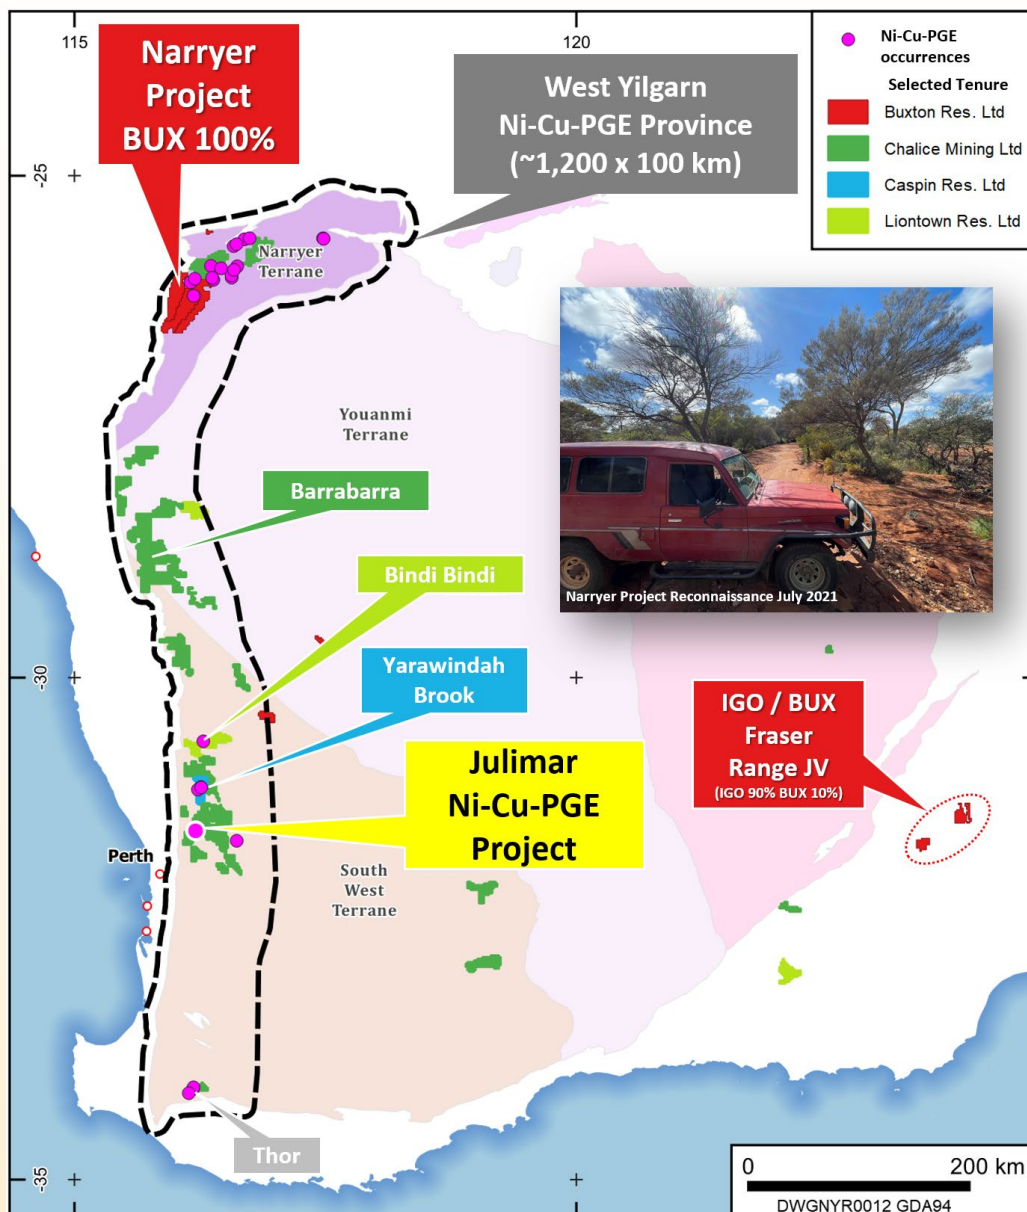 115
120
-25
-30
-35
Narryer
Project
BUX 100%
West Yilgarn
Ni-Cu-PGE Province
(~1,200 x 100 km)
Ni-Cu-PGE
occurrences
Selected Tenure
Buxton Res. Ltd
Chalice Mining Ltd
Caspin Res. Ltd
Liontown Res. Ltd
Narryer
Terrane
Youanmi
Terrane
Narryer Project Reconnaissance July 2021
Barrabarra
Bindi Bindi
Yarawindah
Brook
Julimar
Ni-Cu-PGE
Project
IGO / BUX
Fraser
Range JV
(IGO 90% BUX 10%)
Perth
South
West
Terrane
Thor
0 200 km
DWGNYR0012 GDA94